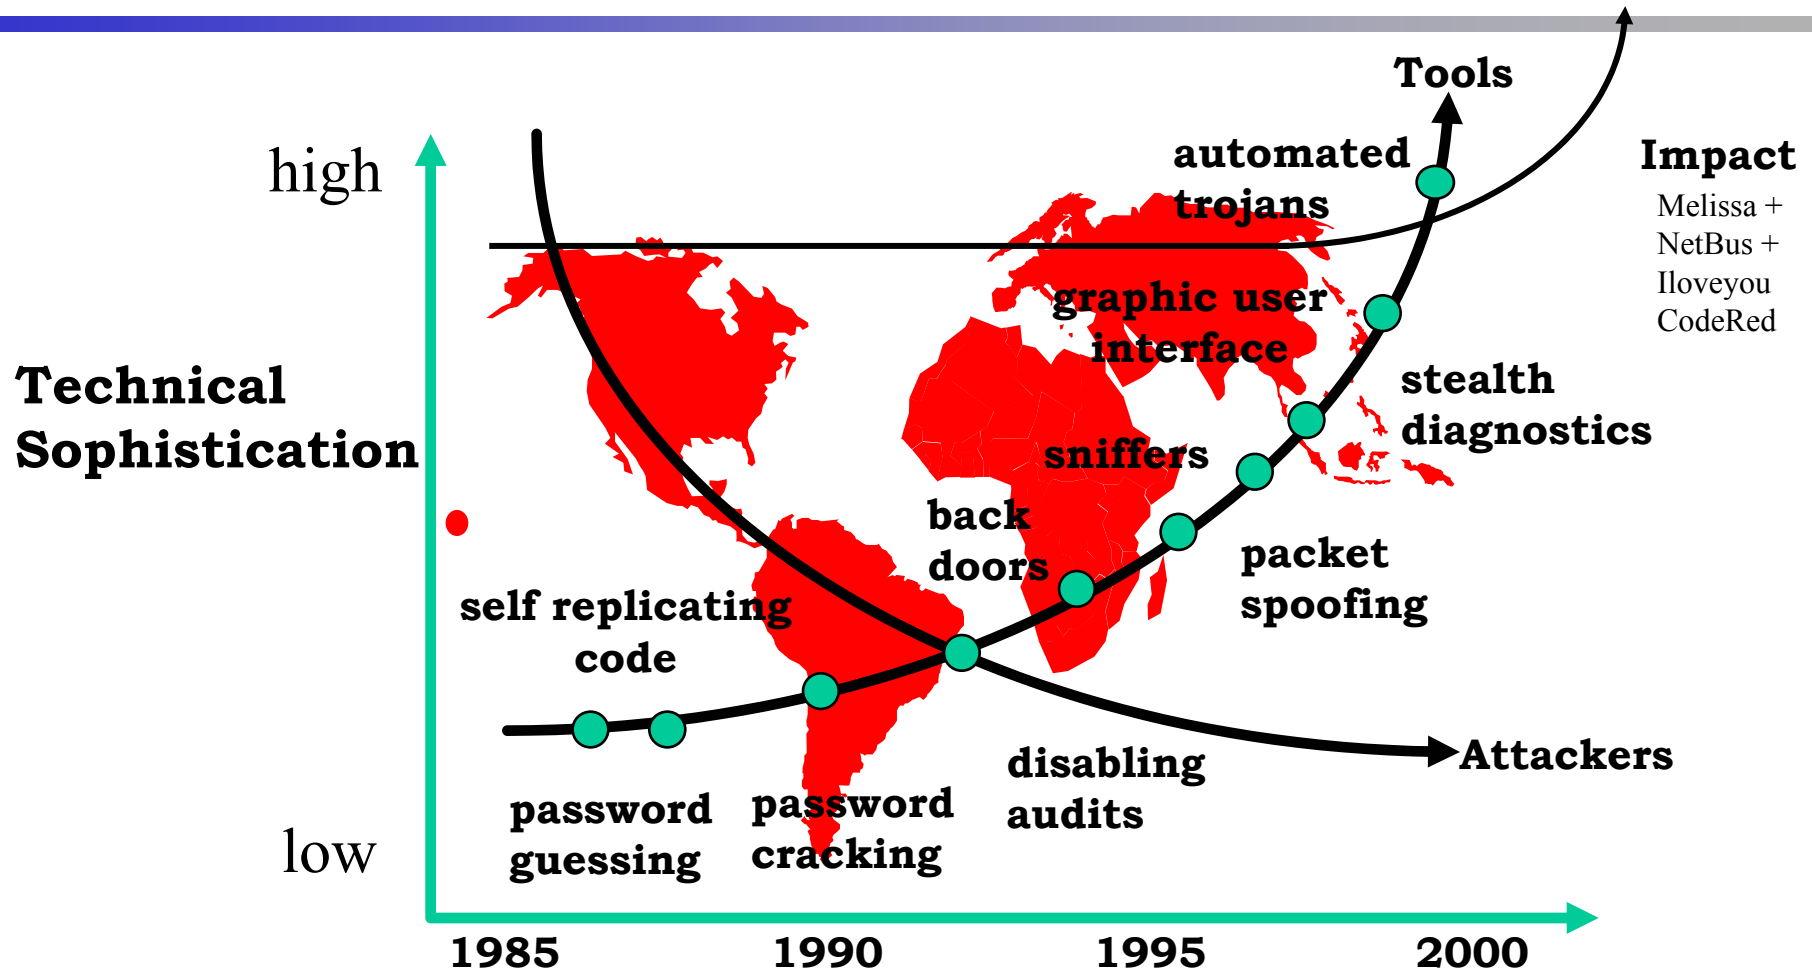 Tools
high
automated
trojans
Impact
Melissa +
NetBus +
Iloveyou
CodeRed
graphic user
interface
Technical
Sophistication
stealth
diagnostics
sniffers
back
doors
packet
spoofing
self replicating
code
disabling
audits
Attackers
password
guessing
password
cracking
low
1985
1990
1995
2000